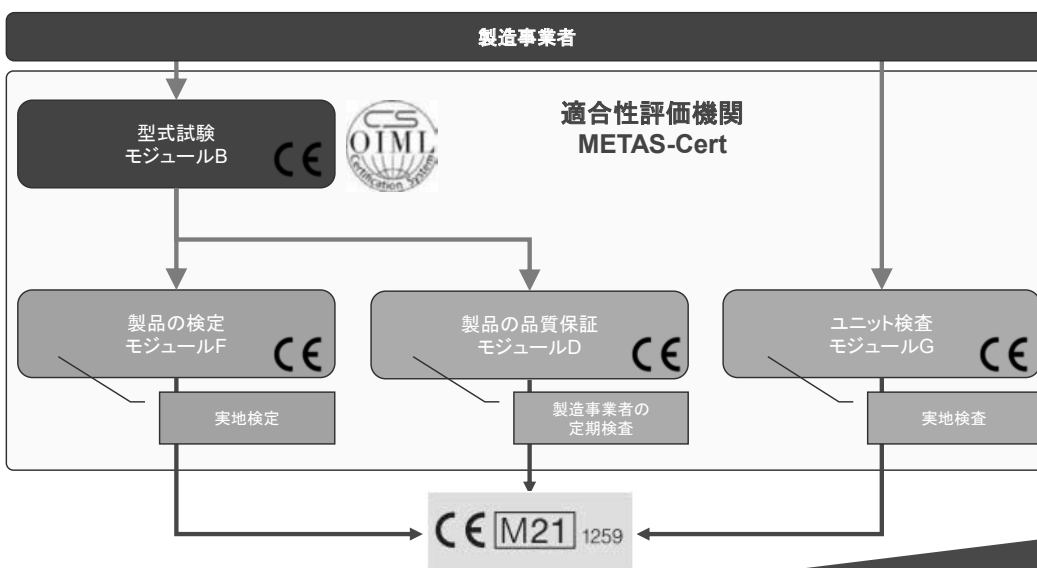 製造事業者
適合性評価機関
METAS-Cert
型式試験
モジュールB
CE
CS
OIML
Certification System
製品の検定
モジュールF
CE
製品の品質保証
モジュールD
CE
ユニット検査
モジュールG
CE
実地検定
製造事業者の
定期検査
実地検査
CE M21 1259